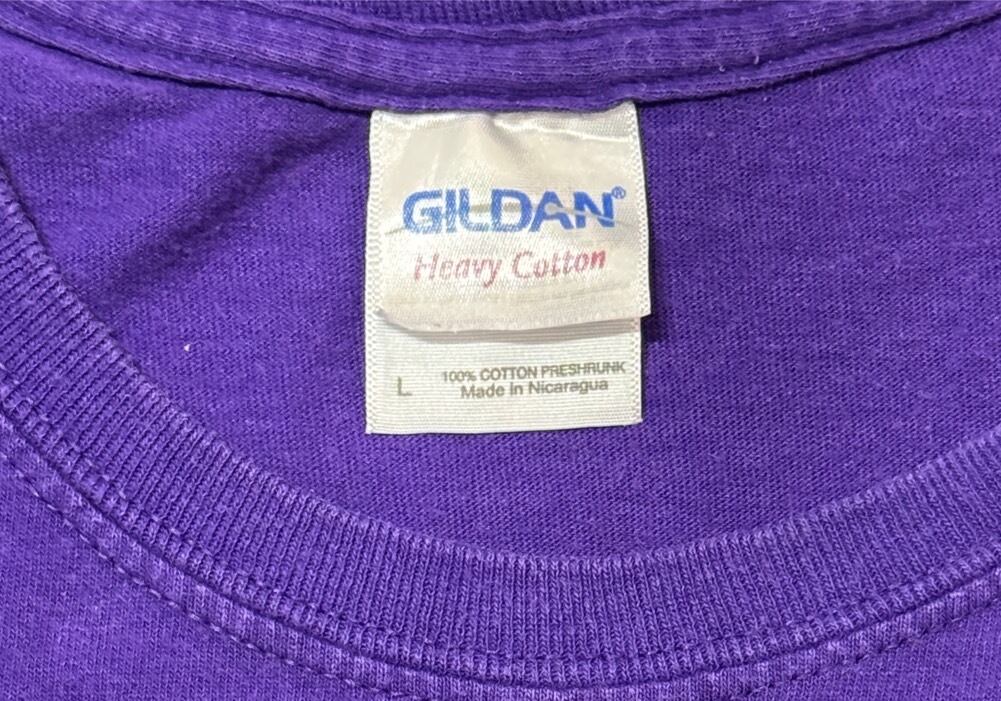 GILDAN®
Heavy Cotton
L 100% COTTON PRESHRUNK
Made in Nicaragua